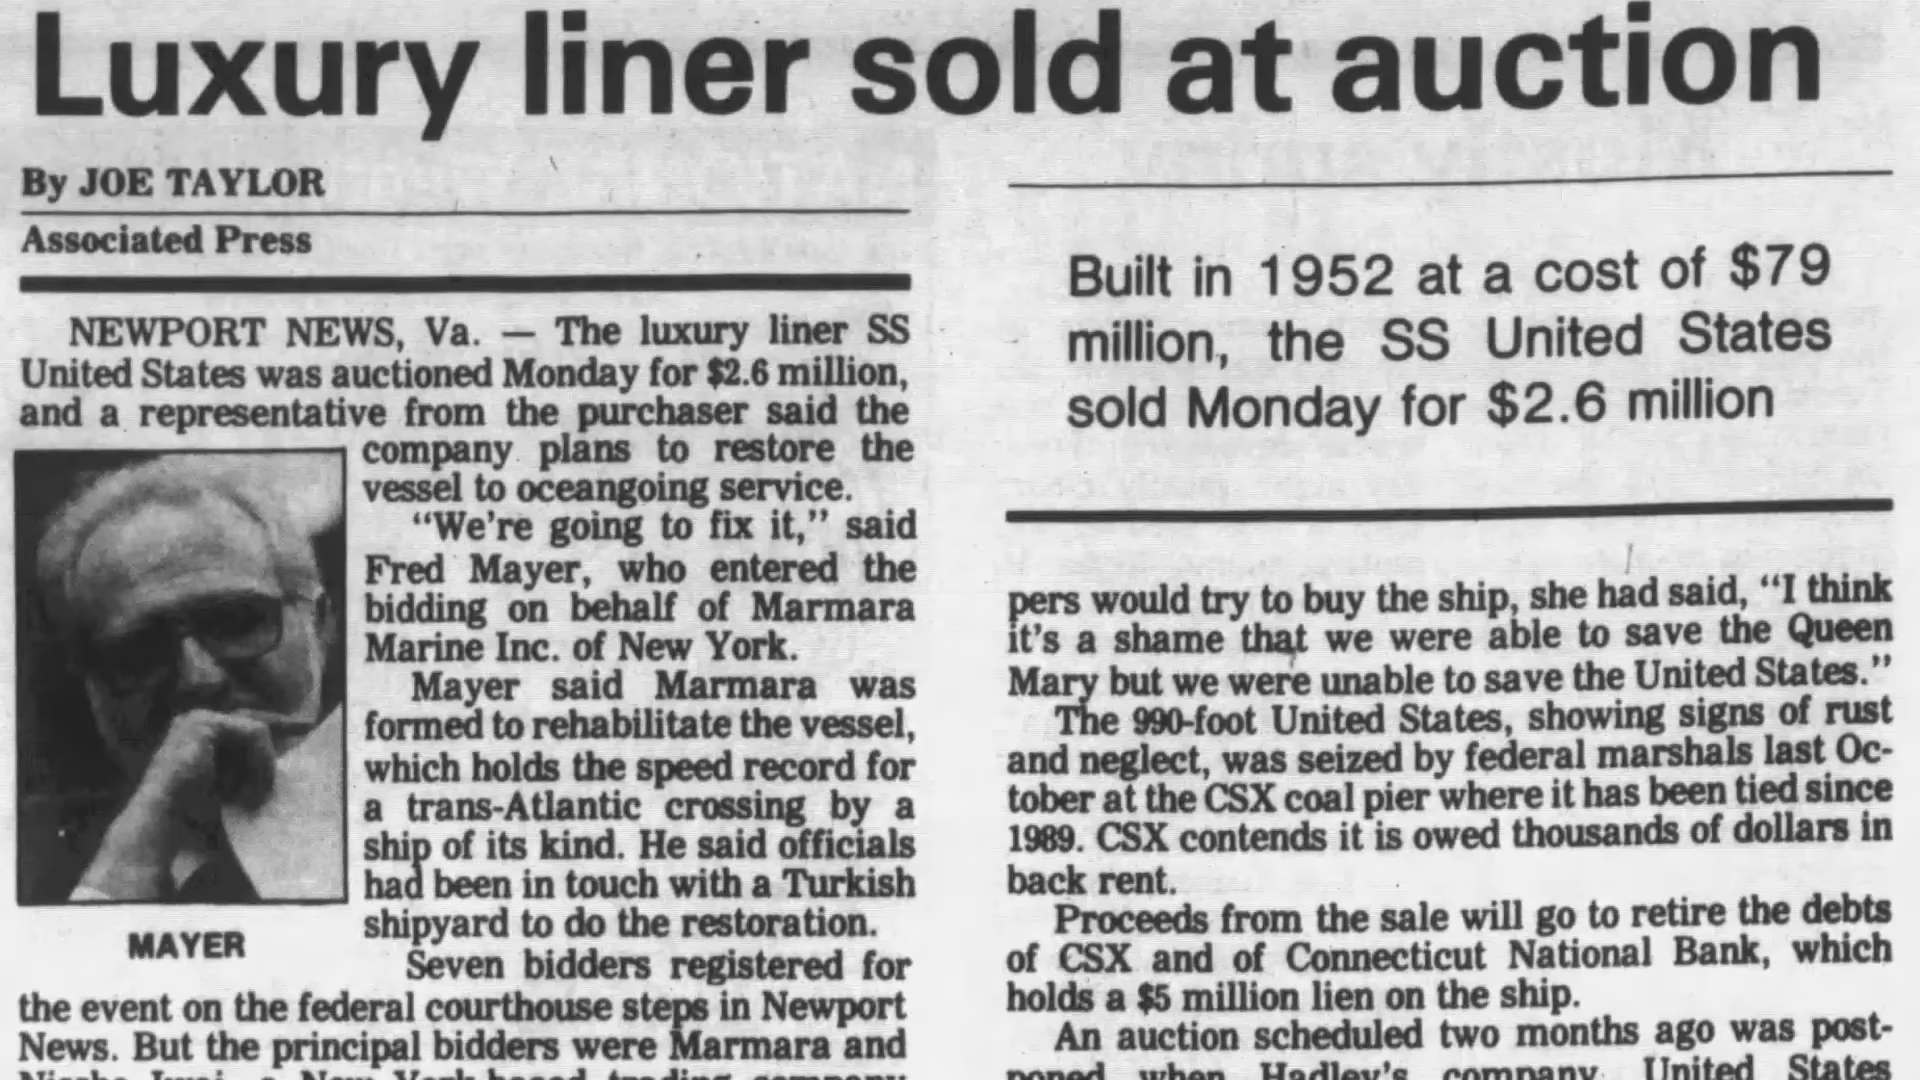 Luxury liner sold at auction
By JOE TAYLOR
Associated Press
NEWPORT NEWS, Va. — The luxury liner SS
United States was auctioned Monday for $2.6 million,
and a representative from the purchaser said the
company plans to restore the
vessel to oceangoing service.
"We're going to fix it," said
Fred Mayer, who entered the
bidding on behalf of Marmara
Marine Inc. of New York.
Mayer said Marmara was
formed to rehabilitate the vessel,
which holds the speed record for
a trans-Atlantic crossing by a
ship of its kind. He said officials
had been in touch with a Turkish
shipyard to do the restoration.
MAYER
Seven bidders registered for
the event on the federal courthouse steps in Newport
News. But the principal bidders were Marmara and
a New York-based trading company
Built in 1952 at a cost of $79
million, the SS United States
sold Monday for $2.6 million
pers would try to buy the ship, she had said, "I think
it's a shame that we were able to save the Queen
Mary but we were unable to save the United States."
The 990-foot United States, showing signs of rust
and neglect, was seized by federal marshals last Oc-
tober at the CSX coal pier where it has been tied since
1989. CSX contends it is owed thousands of dollars in
back rent.
Proceeds from the sale will go to retire the debts
of CSX and of Connecticut National Bank, which
holds a $5 million lien on the ship.
An auction scheduled two months ago was post-
poned when Hadley's company, United States